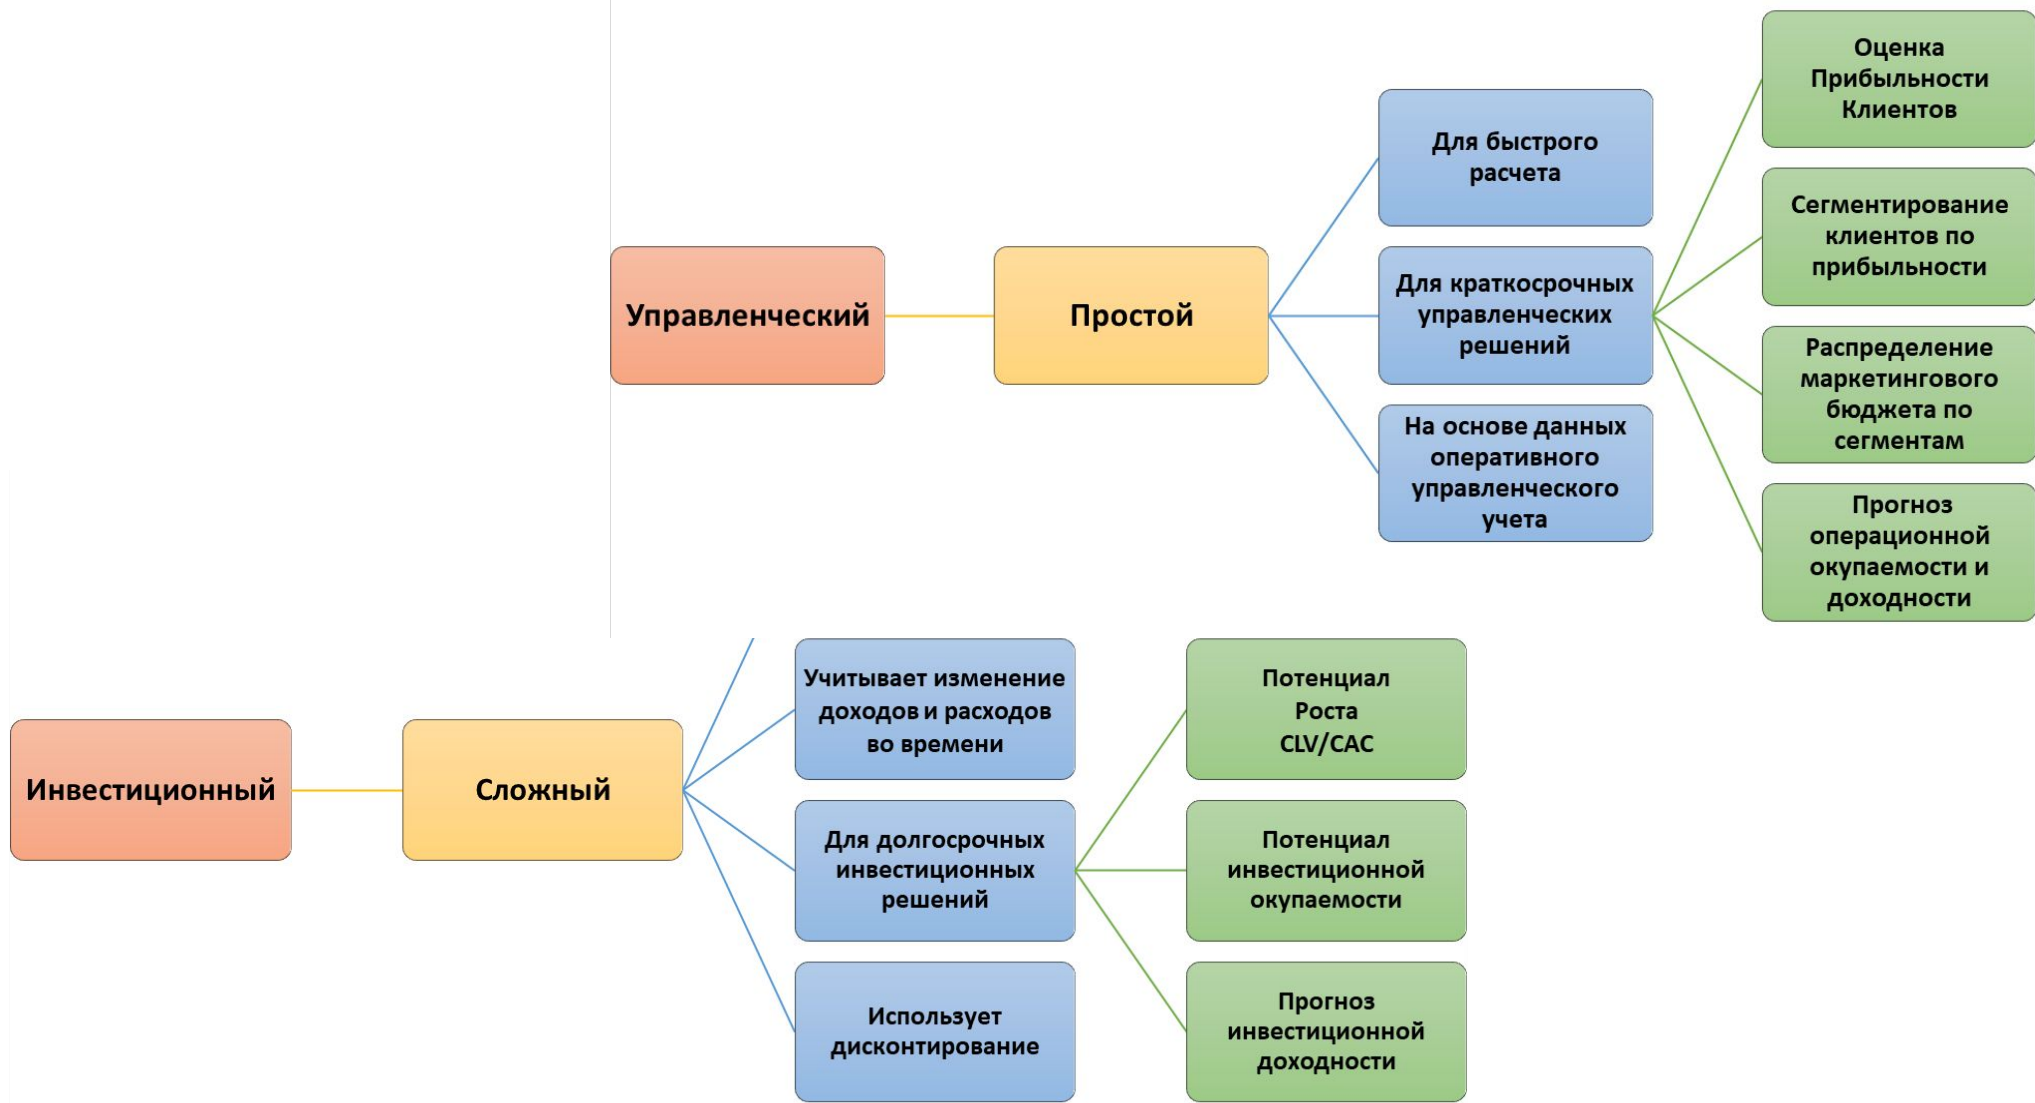 Управленческий
Простой
Для быстрого
расчета
Для краткосрочных
управленческих
решений
На основе данных
оперативного
управленческого
учета
Оценка
Прибыльности
Клиентов
Сегментирование
клиентов по
прибыльности
Распределение
маркетингового
бюджета по
сегментам
Прогноз
операционной
окупаемости и
доходности
Инвестиционный
Сложный
Учитывает изменение
доходов и расходов
во времени
Для долгосрочных
инвестиционных
решений
Использует
дисконтирование
Потенциал
Роста
CLV/CAC
Потенциал
инвестиционной
окупаемости
Прогноз
инвестиционной
доходности